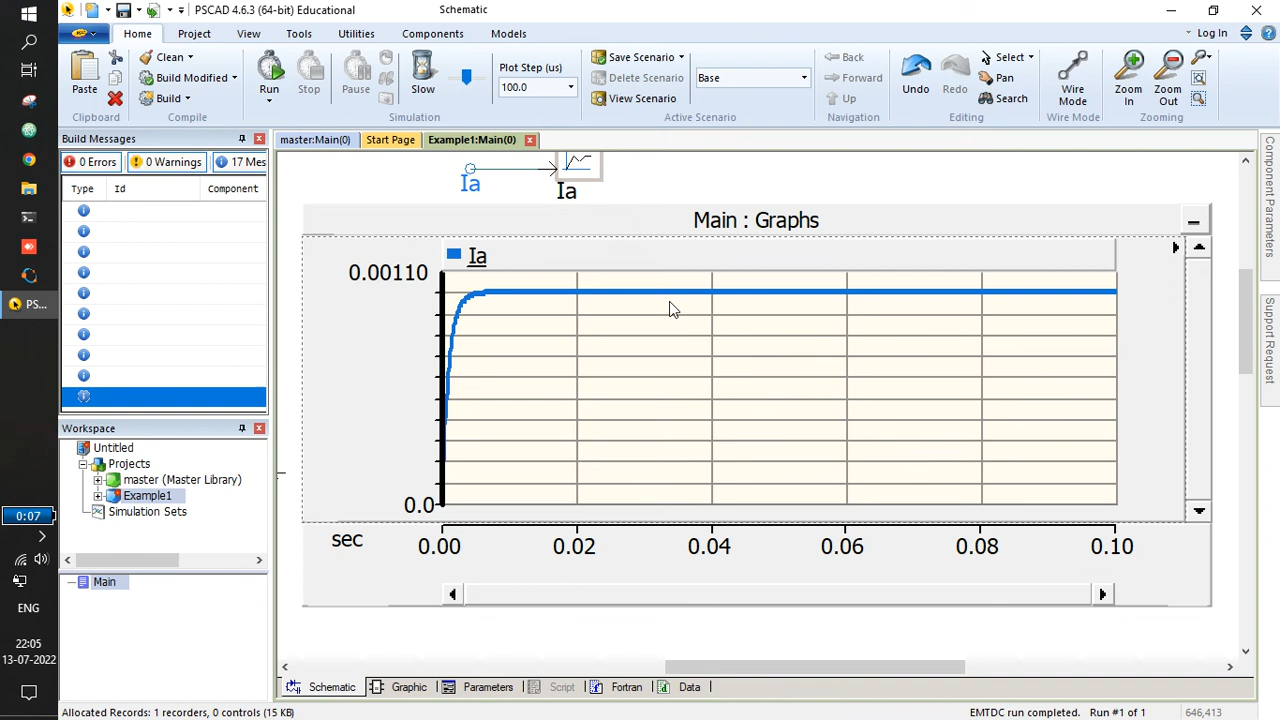 PSCAD 4.6.3 (64-bit) Educational
Schematic
Home
Project
View
Tools
Utilities
Components
Models
Log In
Paste
Clean
Build Modified
Build
Run
Stop
Pause
Slow
Plot Step (us)
100.0
Save Scenario
Delete Scenario
View Scenario
Base
Back
Forward
Up
Undo
Redo
Select
Pan
Search
Wire
Mode
Zoom
In
Zoom
Out
Clipboard
Compile
Simulation
Active Scenario
Navigation
Editing
Wire Mode
Zooming
Build Messages
master:Main(0)
Start Page
Example1:Main(0)
0 Errors
0 Warnings
17 Mes
Type
Id
Component
Ia
Ia
Main : Graphs
Ia
0.00110
0.0
sec
0.00
0.02
0.04
0.06
0.08
0.10
Component Parameters
Support Request
Workspace
Untitled
Projects
master (Master Library)
Example1
Simulation Sets
Main
PS...
0:07
ENG
22:05
13-07-2022
Schematic
Graphic
Parameters
Script
Fortran
Data
Allocated Records: 1 recorders, 0 controls (15 KB)
EMTDC run completed.
Run #1 of 1
646,413